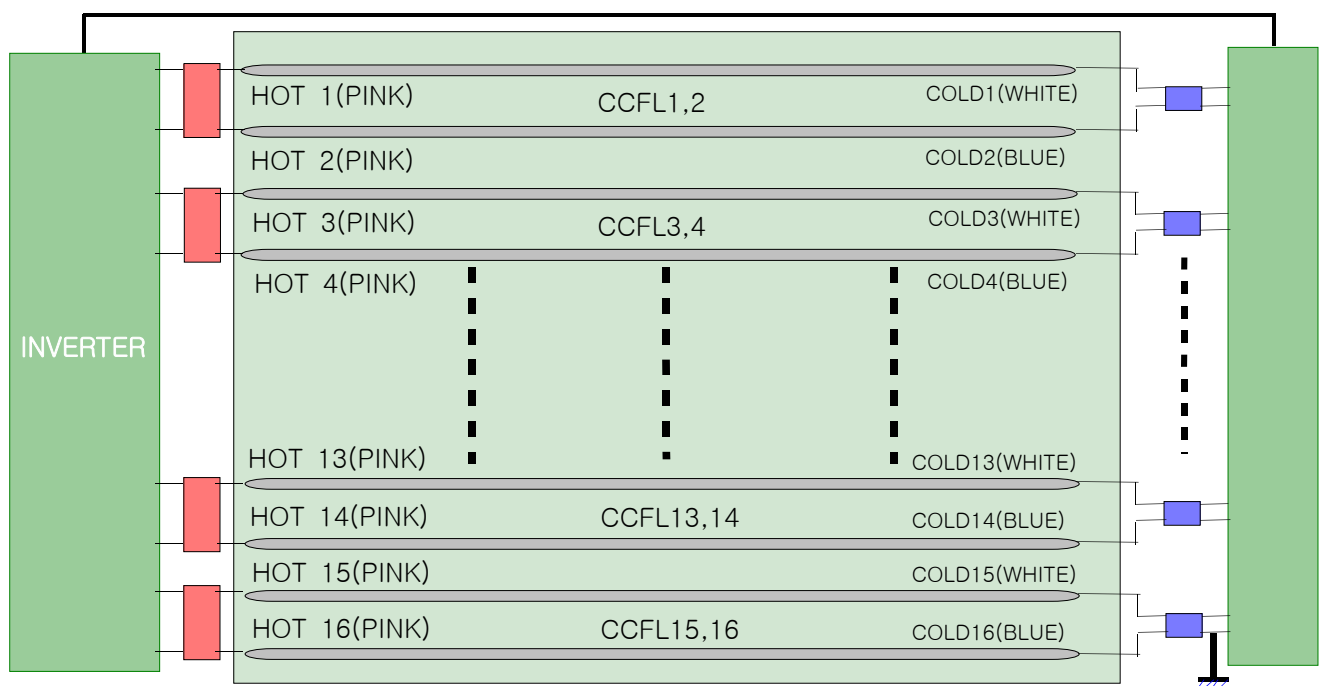 HOT 1(PINK)
CCFL1,2
COLD1(WHITE)
HOT 2(PINK)
COLD2(BLUE)
HOT 3(PINK)
CCFL3,4
COLD3(WHITE)
HOT 4(PINK)
COLD4(BLUE)
INVERTER
HOT 13(PINK)
COLD13(WHITE)
HOT 14(PINK)
CCFL13,14
COLD14(BLUE)
HOT 15(PINK)
COLD15(WHITE)
HOT 16(PINK)
CCFL15,16
COLD16(BLUE)